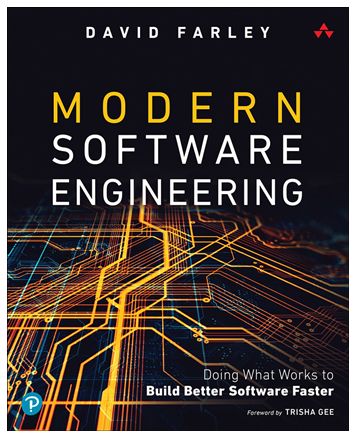 DAVID FARLEY
MODERN
SOFTWARE
ENGINEERING
Doing What Works to
Build Better Software Faster
Foreword by TRISHA GEE
P